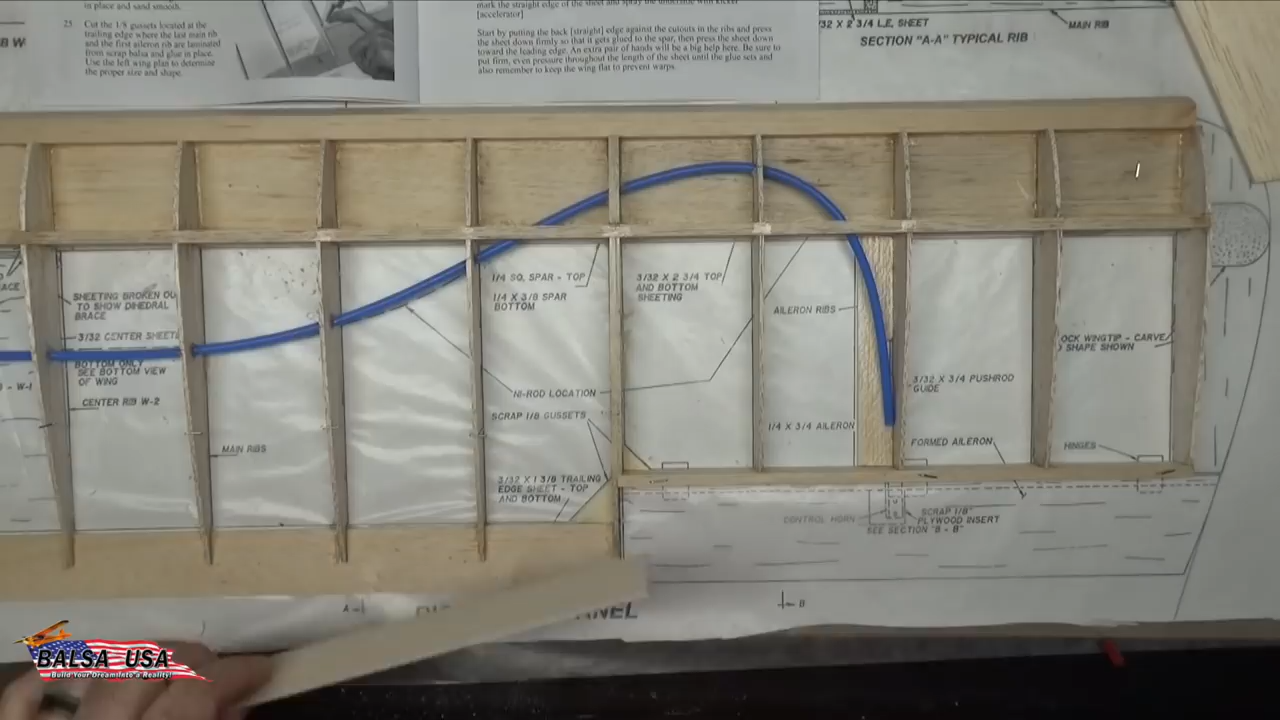 in place and sand smooth.
25 Cut the 1/8 gussets located at the
trailing edge where the last main rib
and the first aileron rib are laminated
from scrap balsa and glue in place.
Use the left wing plan to determine
the proper size and shape.
mark the straight edge of the sheet and spray the underside with kicker
[accelerator]
Start by putting the back [straight] edge against the cutouts in the ribs and press
the sheet down firmly so that it gets glued to the spar, then press the sheet down
toward the leading edge. An extra pair of hands will be a big help here. Be sure to
put firm, even pressure throughout the length of the sheet until the glue sets and
also remember to keep the wing flat to prevent warps.
/32 X 2 3/4 L.E. SHEET
MAIN RIB
SECTION "A-A" TYPICAL RIB
SHEETING BROKEN OU
TO SHOW DIHEDRAL
BRACE
3/32 CENTER SHEET
BOTTOM ONLY
SEE BOTTOM VIEW
OF WING
CENTER RIB W-2
MAIN RIBS
1/4 SQ. SPAR - TOP
1/4 X 3/8 SPAR
BOTTOM
3/32 X 2 3/4 TOP
AND BOTTOM
SHEETING
AILERON RIBS
NI-ROD LOCATION
SCRAP 1/8 GUSSETS
3/32 X 1 3/8 TRAILING
EDGE SHEET - TOP
AND BOTTOM
1/4 X 3/4 AILERON
3/32 X 3/4 PUSHROD
GUIDE
OCK WINGTIP - CARVE
SHAPE SHOWN
FORMED AILERON
HINGES
CONTROL HORN
SCRAP 1/8"
PLYWOOD INSERT
SEE SECTION "B - B"
A
B
BALSA USA
Build Your Dream Into a Reality!